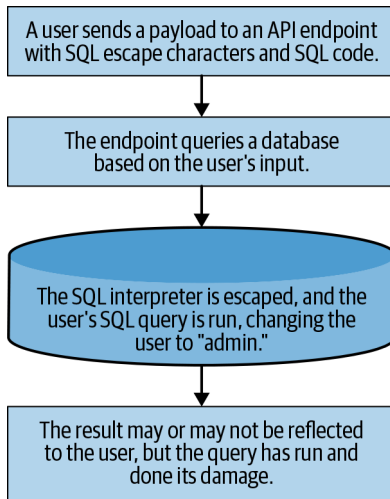 A user sends a payload to an API endpoint
with SQL escape characters and SQL code.
The endpoint queries a database
based on the user's input.
The SQL interpreter is escaped, and the
user's SQL query is run, changing the
user to "admin."
The result may or may not be reflected
to the user, but the query has run and
done its damage.